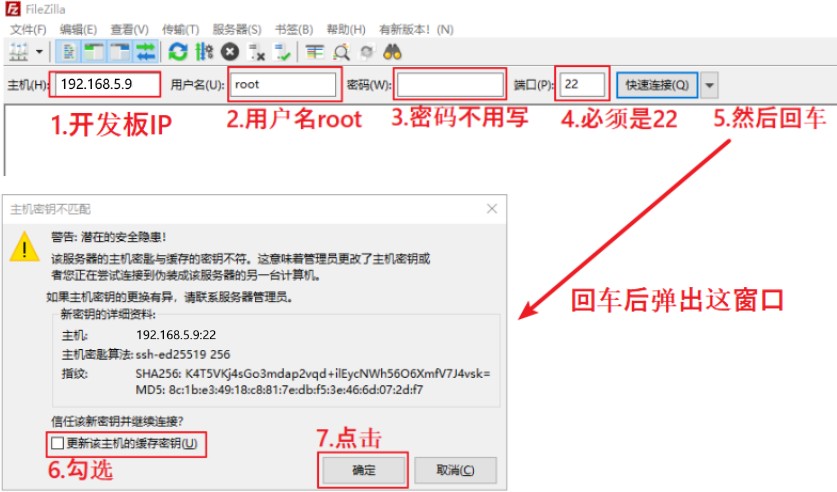 FileZilla
文件(F) 编辑(E) 查看(V) 传输(T) 服务器(S) 书签(B) 帮助(H) 有新版本! (N)
主机(H): 192.168.5.9 用户名(U): root 密码(W): 端口(P): 22 快速连接(Q)
1.开发板IP 2.用户名root 3.密码不用写 4.必须是22 5.然后回车
主机密钥不匹配
警告: 潜在的安全隐患!
该服务器的主机密匙与缓存的密钥不符。这意味着管理员更改了主机密钥或
者您正在尝试连接到伪装成该服务器的另一台计算机。
如果主机密钥的更换有异，请联系服务器管理员。
回车后弹出这窗口
新密钥的详细资料:
主机: 192.168.5.9:22
主机密匙算法: ssh-ed25519 256
指纹: SHA256: K4T5VKj4sGo3mdap2vqd+ilEycNWh56O6XmfV7J4vsk=
MD5: 8c:1b:e3:49:18:c8:81:7e:db:f5:3e:46:6d:07:2d:f7
信任该新密钥并继续连接?
更新该主机的缓存密钥(U)
6.勾选
7.点击
确定 取消(C)